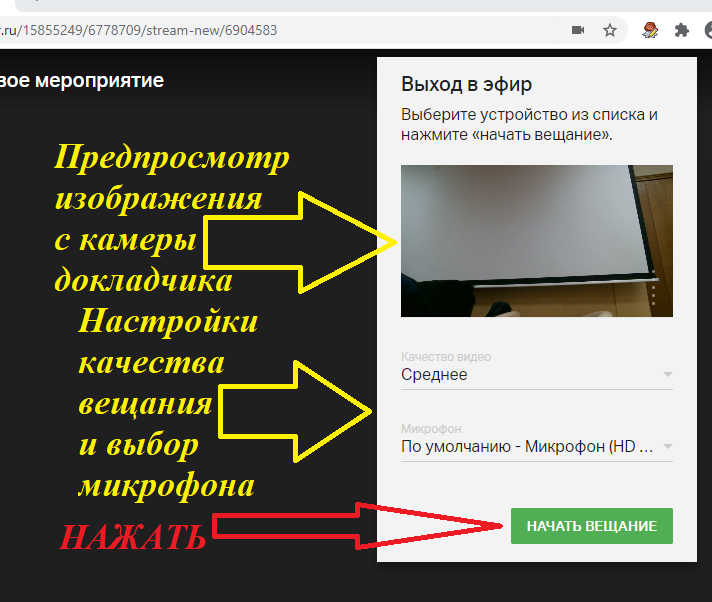 r.ru/15855249/6778709/stream-new/6904583
вое мероприятие
Выход в эфир
Выберите устройство из списка и
нажмите «начать вещание».
Предпросмотр
изображения
с камеры
докладчика
Настройки
качества
вещания
и выбор
микрофона
Качество видео
Среднее
Микрофон
По умолчанию - Микрофон (HD ...
НАЖАТЬ
НАЧАТЬ ВЕЩАНИЕ